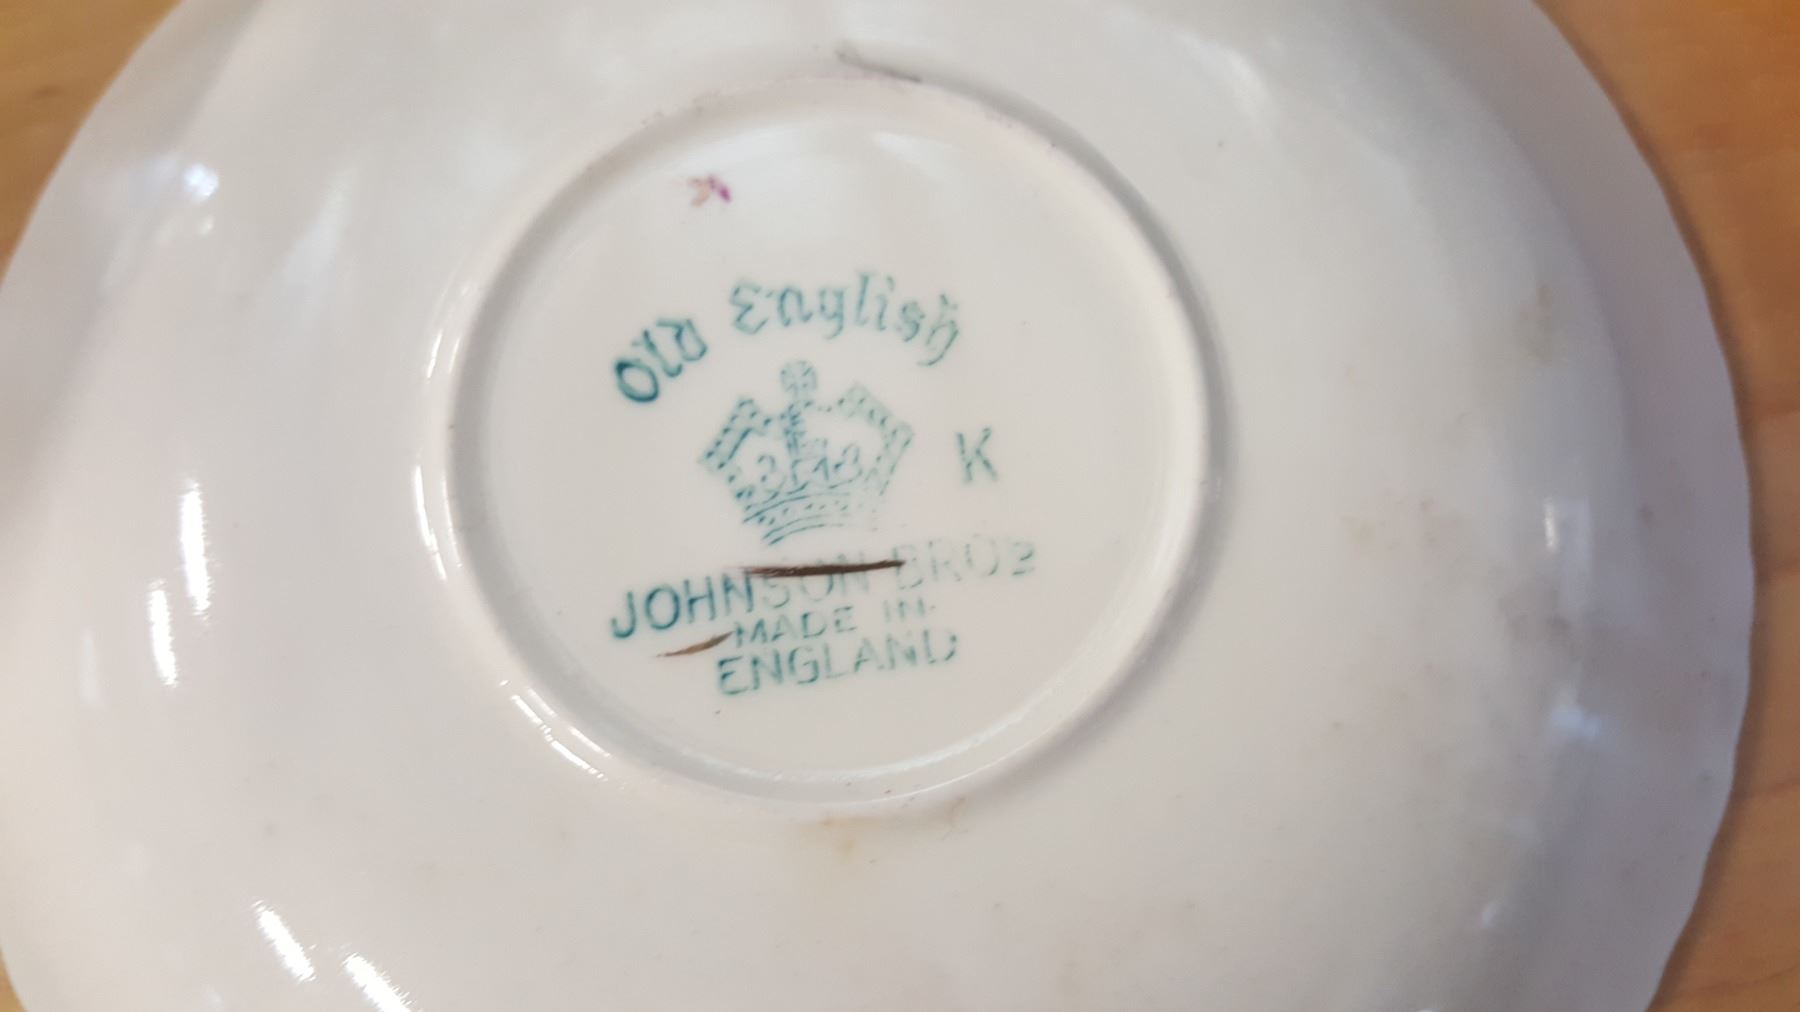 Old English
K
JOHNSON BROS
MADE IN
ENGLAND